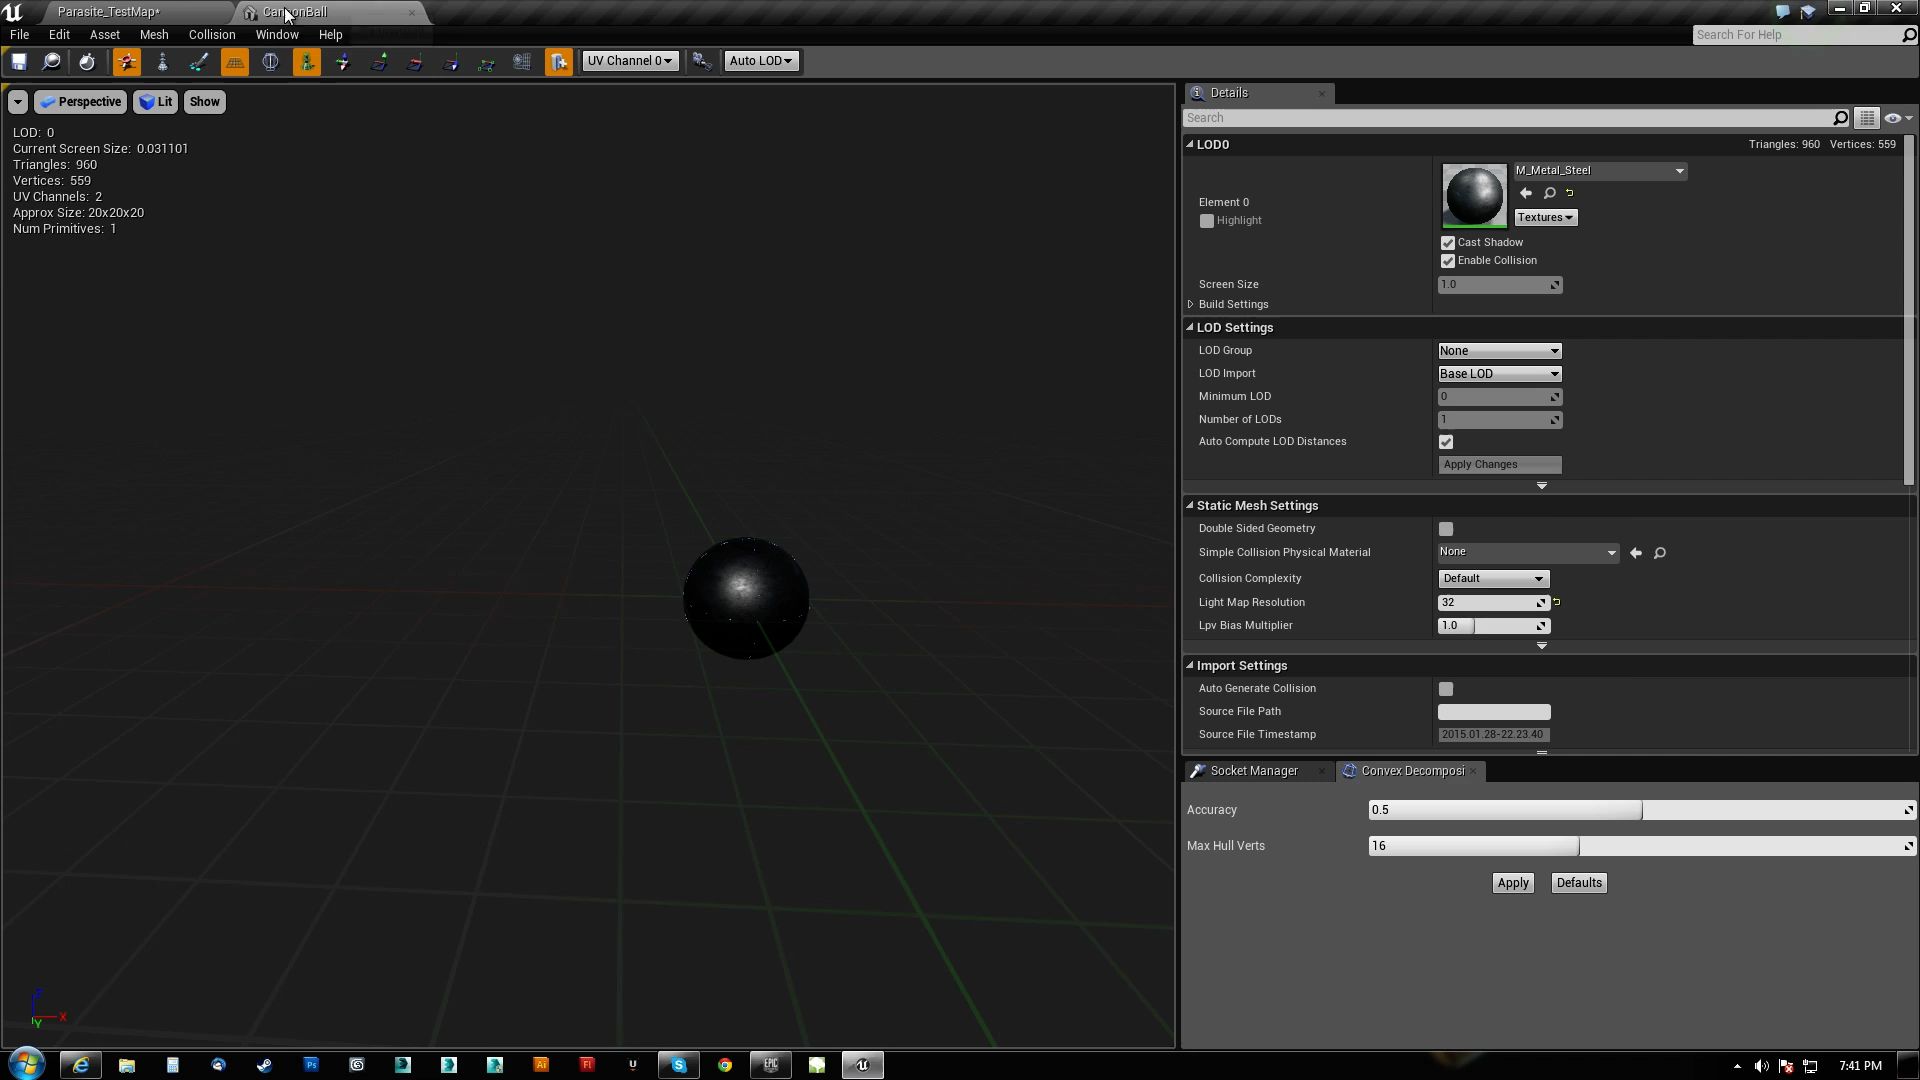 Parasite_TestMap*
CannonBall
File Edit Asset Mesh Collision Window Help
Search For Help
UV Channel 0
Auto LOD
Perspective
Lit
Show
LOD: 0
Current Screen Size: 0.031101
Triangles: 960
Vertices: 559
UV Channels: 2
Approx Size: 20x20x20
Num Primitives: 1
Z
X
Y
Details
Search
LOD0
Triangles: 960 Vertices: 559
Element 0
Highlight
M_Metal_Steel
Textures
Cast Shadow
Enable Collision
Screen Size
1.0
Build Settings
LOD Settings
LOD Group
None
LOD Import
Base LOD
Minimum LOD
0
Number of LODs
1
Auto Compute LOD Distances
Apply Changes
Static Mesh Settings
Double Sided Geometry
Simple Collision Physical Material
None
Collision Complexity
Default
Light Map Resolution
32
Lpv Bias Multiplier
1.0
Import Settings
Auto Generate Collision
Source File Path
Source File Timestamp
2015.01.28-22.23.40
Socket Manager
Convex Decomposi
Accuracy
0.5
Max Hull Verts
16
Apply
Defaults
Ps
Ai
Fl
EPIC
7:41 PM